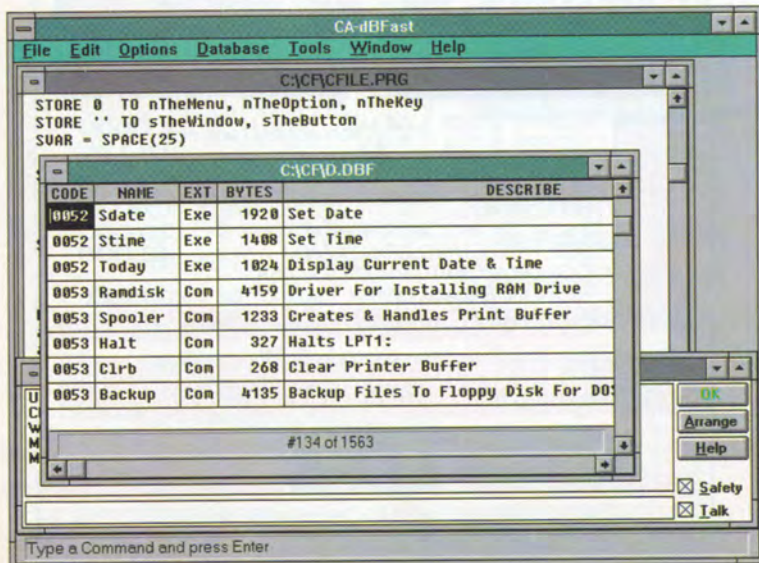 CA-dBFast
File Edit Options Database Tools Window Help
C:\CF\CFILE.PRG
STORE 0 TO nTheMenu, nTheOption, nTheKey
STORE '' TO sTheWindow, sTheButton
SVAR = SPACE(25)
C:\CF\D.DBF
CODE NAME EXT BYTES DESCRIBE
0052 Sdate Exe 1920 Set Date
0052 Stime Exe 1408 Set Time
0052 Today Exe 1024 Display Current Date & Time
0053 Ramdisk Com 4159 Driver For Installing RAM Drive
0053 Spooler Com 1233 Creates & Handles Print Buffer
0053 Halt Com 327 Halts LPT1:
0053 Clrb Com 268 Clear Printer Buffer
0053 Backup Com 4135 Backup Files To Floppy Disk For DOS
#134 of 1563
OK
Arrange
Help
Safety
Talk
Type a Command and press Enter